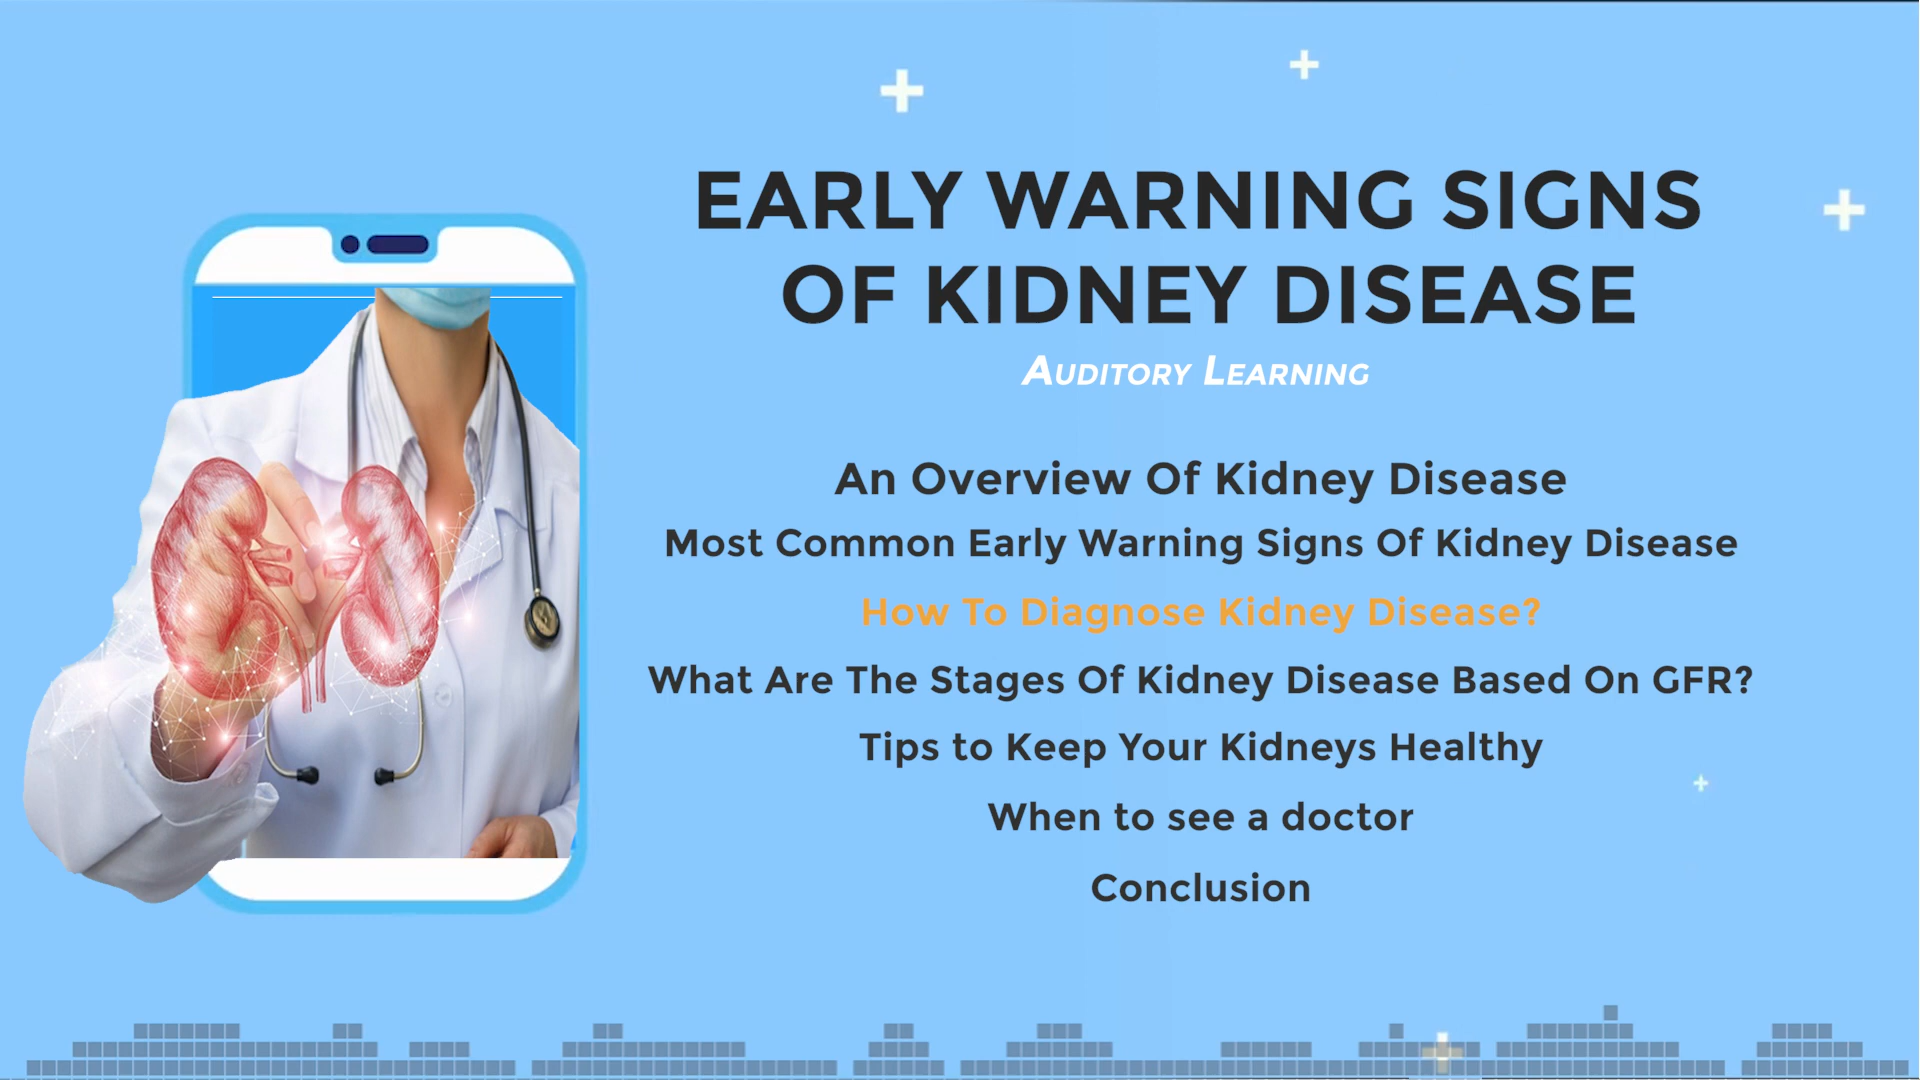 EARLY WARNING SIGNS
OF KIDNEY DISEASE
AUDITORY LEARNING
An Overview Of Kidney Disease
Most Common Early Warning Signs Of Kidney Disease
How To Diagnose Kidney Disease?
What Are The Stages Of Kidney Disease Based On GFR?
Tips to Keep Your Kidneys Healthy
When to see a doctor
Conclusion